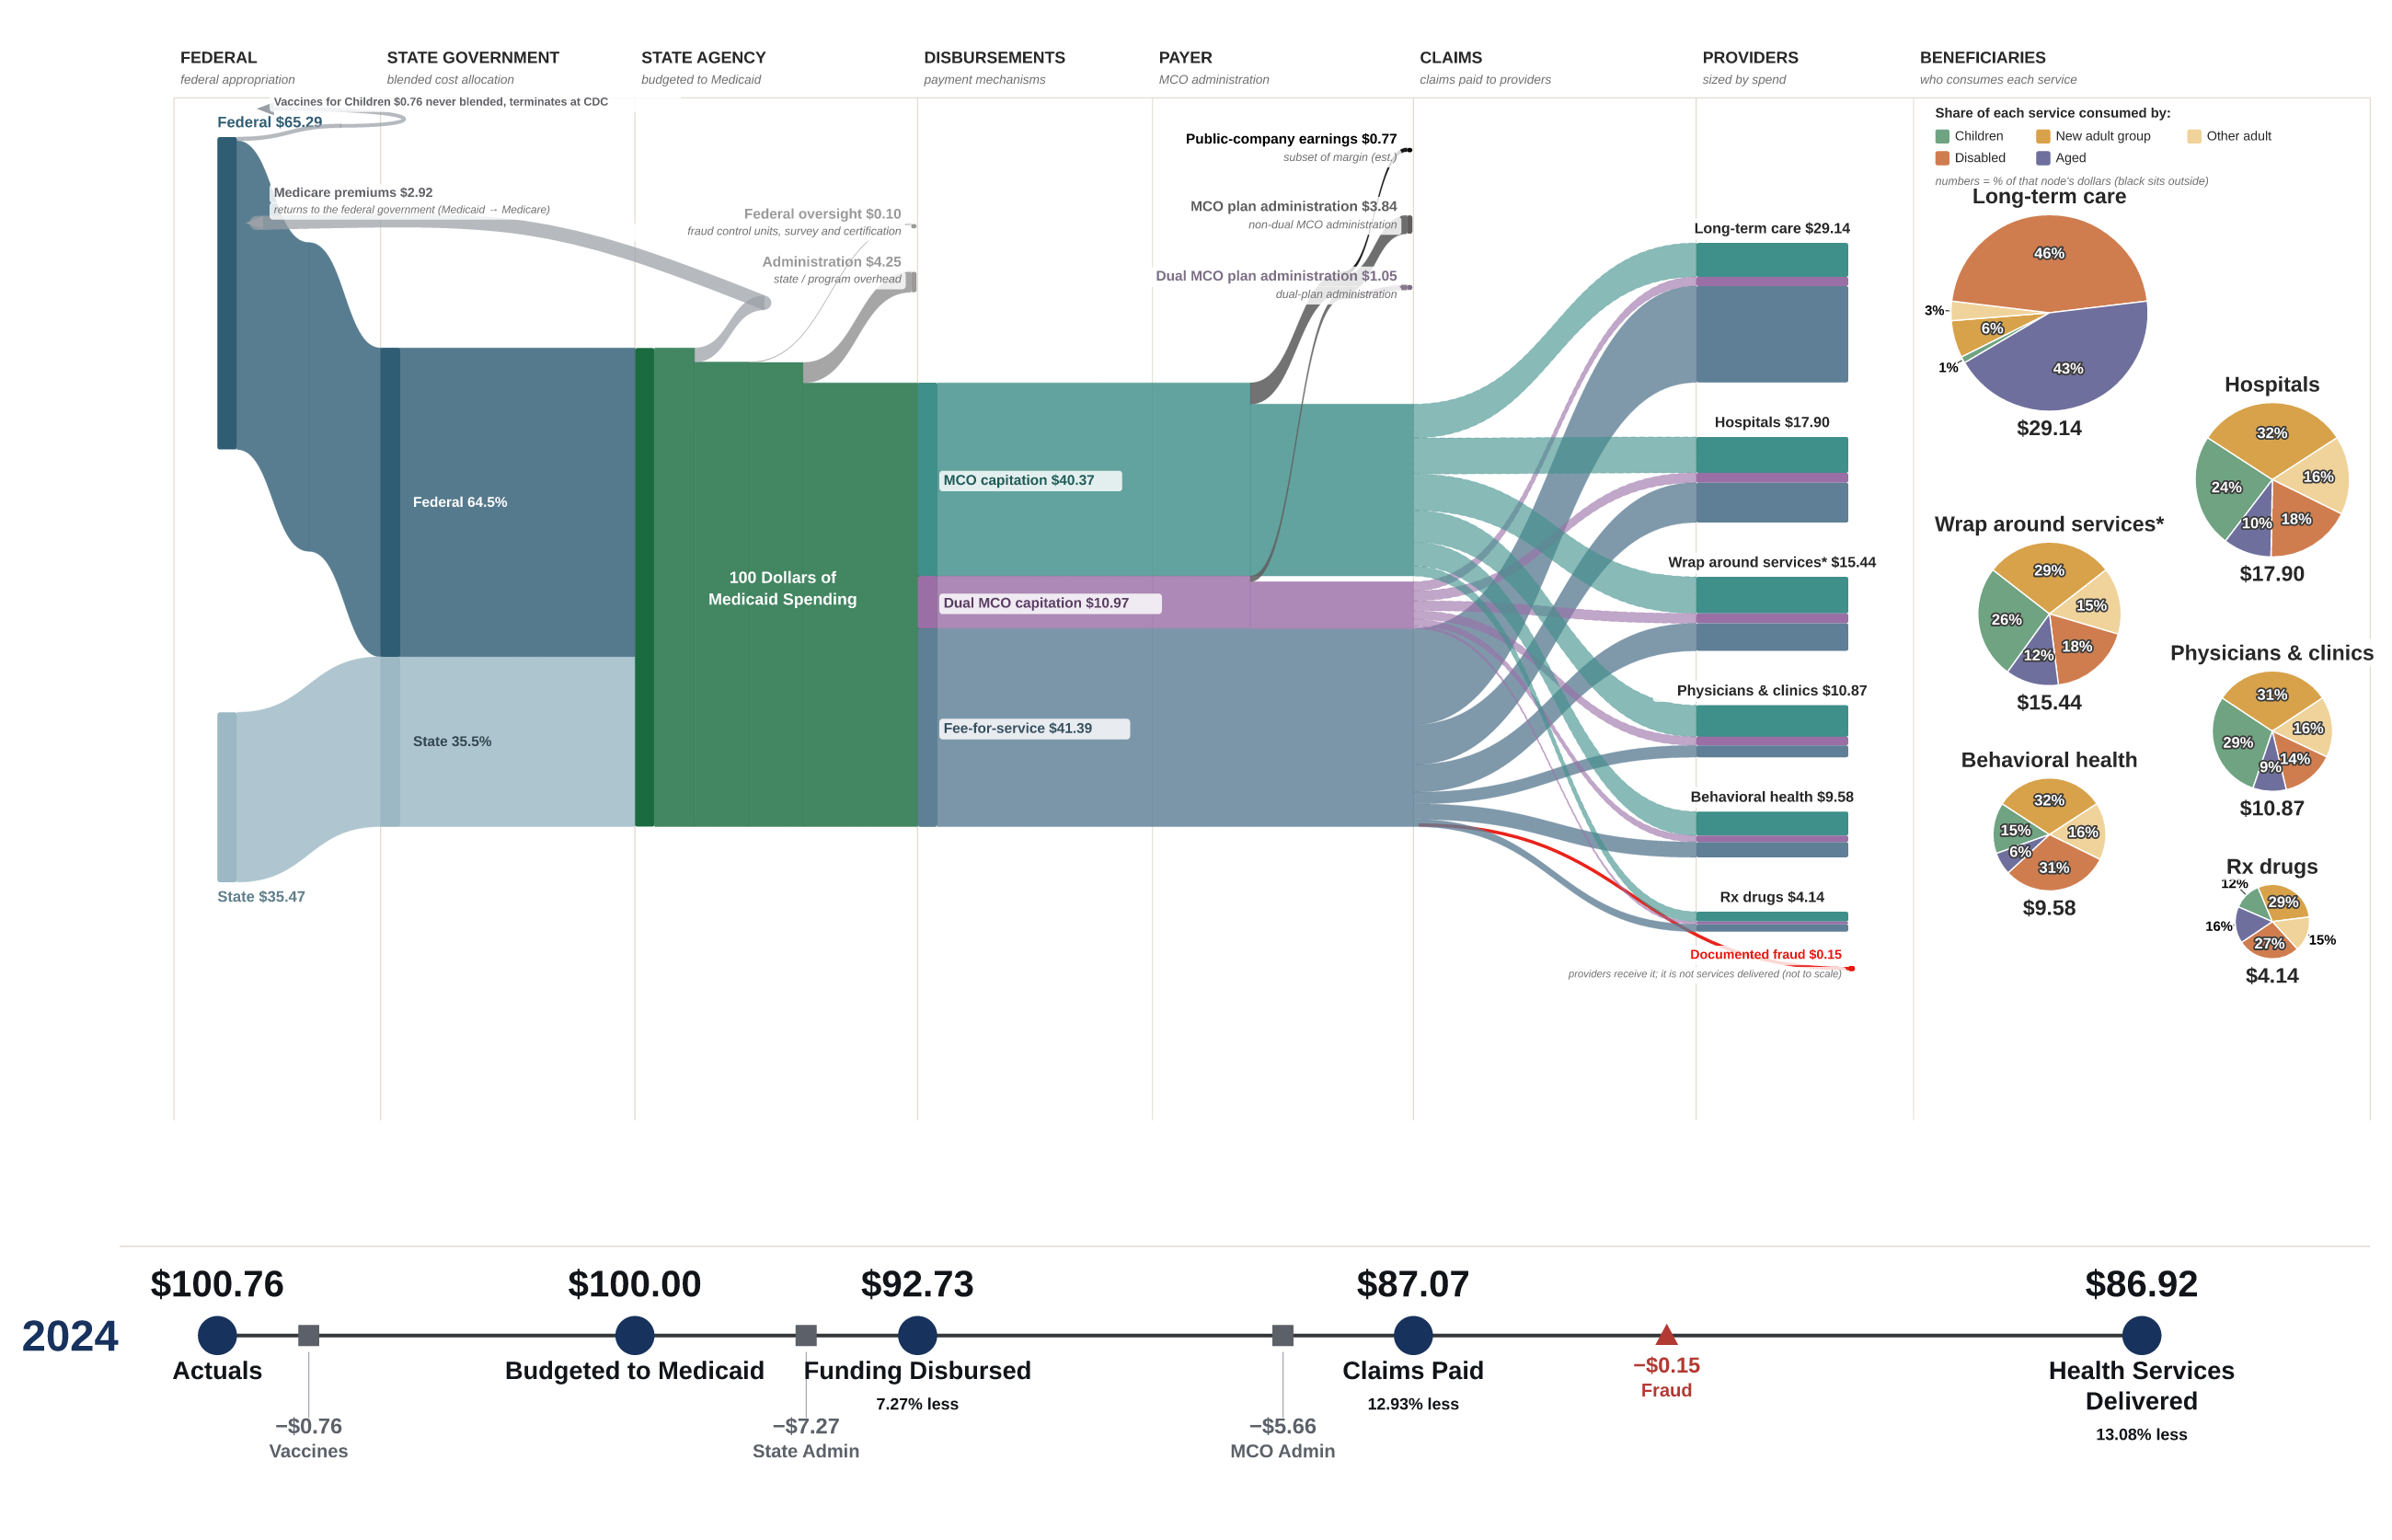 FEDERAL
federal appropriation
STATE GOVERNMENT
blended cost allocation
STATE AGENCY
budgeted to Medicaid
DISBURSEMENTS
payment mechanisms
PAYER
MCO administration
CLAIMS
claims paid to providers
PROVIDERS
sized by spend
BENEFICIARIES
who consumes each service
Vaccines for Children $0.76 never blended, terminates at CDC
Federal $65.29
Medicare premiums $2.92
returns to the federal government (Medicaid → Medicare)
Federal 64.5%
State 35.5%
State $35.47
Federal oversight $0.10
fraud control units, survey and certification
Administration $4.25
state / program overhead
100 Dollars of
Medicaid Spending
MCO capitation $40.37
Dual MCO capitation $10.97
Fee-for-service $41.39
Public-company earnings $0.77
subset of margin (est.)
MCO plan administration $3.84
non-dual MCO administration
Dual MCO plan administration $1.05
dual-plan administration
Long-term care $29.14
Hospitals $17.90
Wrap around services* $15.44
Physicians & clinics $10.87
Behavioral health $9.58
Rx drugs $4.14
Documented fraud $0.15
providers receive it; it is not services delivered (not to scale)
Share of each service consumed by:
Children
New adult group
Other adult
Disabled
Aged
numbers = % of that node's dollars (black sits outside)
Long-term care
46%
3%
6%
1%
43%
$29.14
Hospitals
32%
24%
16%
10%
18%
$17.90
Wrap around services*
29%
26%
15%
12%
18%
$15.44
Physicians & clinics
31%
29%
16%
9%
14%
$10.87
Behavioral health
32%
15%
16%
6%
31%
$9.58
Rx drugs
12%
29%
16%
15%
27%
$4.14
2024
$100.76
Actuals
−$0.76
Vaccines
$100.00
Budgeted to Medicaid
−$7.27
State Admin
$92.73
Funding Disbursed
7.27% less
−$5.66
MCO Admin
$87.07
Claims Paid
12.93% less
−$0.15
Fraud
$86.92
Health Services
Delivered
13.08% less